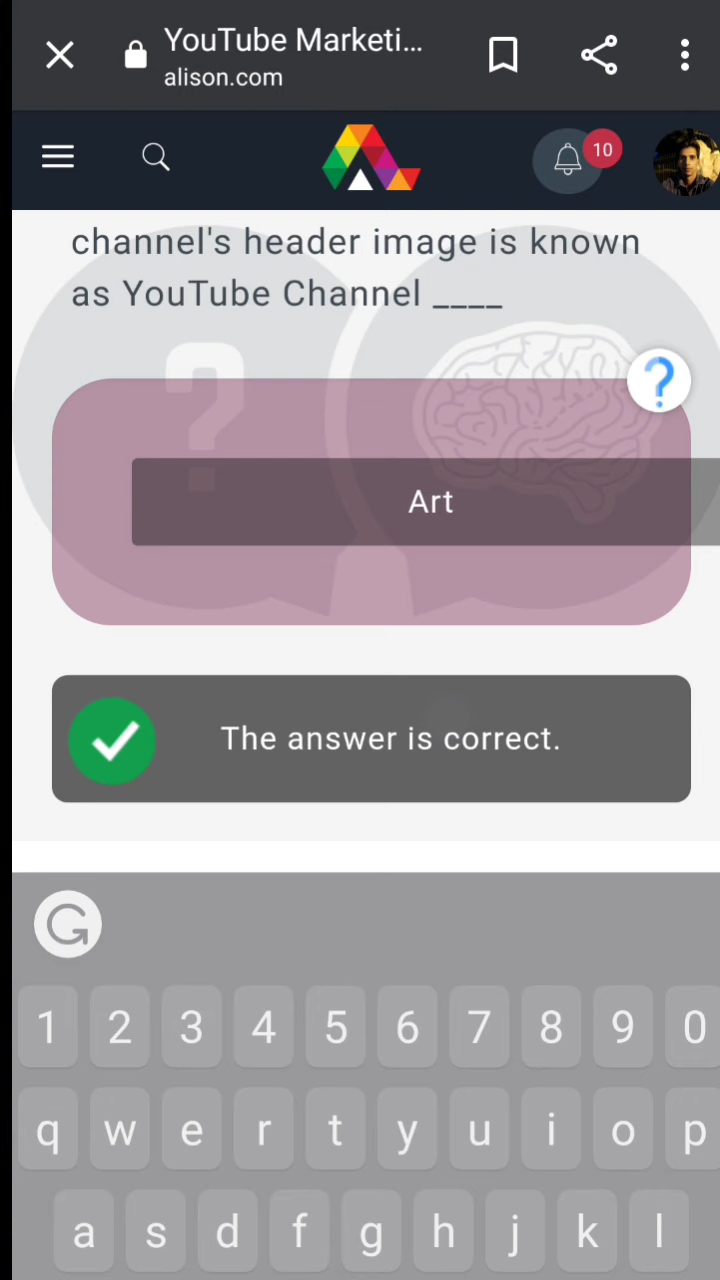 YouTube Marketi...
alison.com
10
channel's header image is known
as YouTube Channel ____
?
?
Art
The answer is correct.
G
1 2 3 4 5 6 7 8 9 0
q w e r t y u i o p
a s d f g h j k l